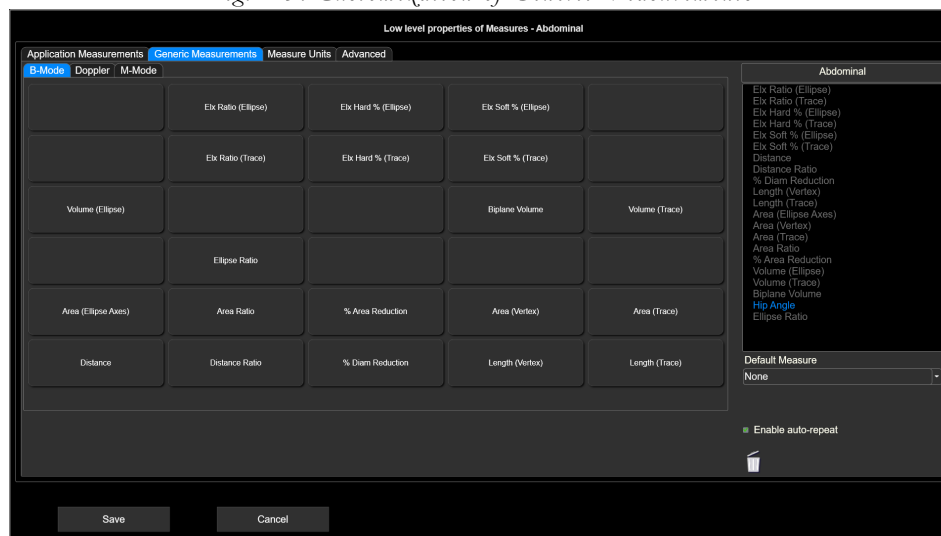 Low level properties of Measures - Abdominal
Application Measurements Generic Measurements Measure Units Advanced
B-Mode Doppler M-Mode
Elx Ratio (Ellipse) Elx Hard % (Ellipse) Elx Soft % (Ellipse)
Elx Ratio (Trace) Elx Hard % (Trace) Elx Soft % (Trace)
Volume (Ellipse) Biplane Volume Volume (Trace)
Ellipse Ratio
Area (Ellipse Axes) Area Ratio % Area Reduction Area (Vertex) Area (Trace)
Distance Distance Ratio % Diam Reduction Length (Vertex) Length (Trace)
Abdominal
Elx Ratio (Ellipse)
Elx Ratio (Trace)
Elx Hard % (Ellipse)
Elx Hard % (Trace)
Elx Soft % (Ellipse)
Elx Soft % (Trace)
Distance
Distance Ratio
% Diam Reduction
Length (Vertex)
Length (Trace)
Area (Ellipse Axes)
Area (Vertex)
Area (Trace)
Area Ratio
% Area Reduction
Volume (Ellipse)
Volume (Trace)
Biplane Volume
Hip Angle
Ellipse Ratio
Default Measure
None
Enable auto-repeat
Save Cancel